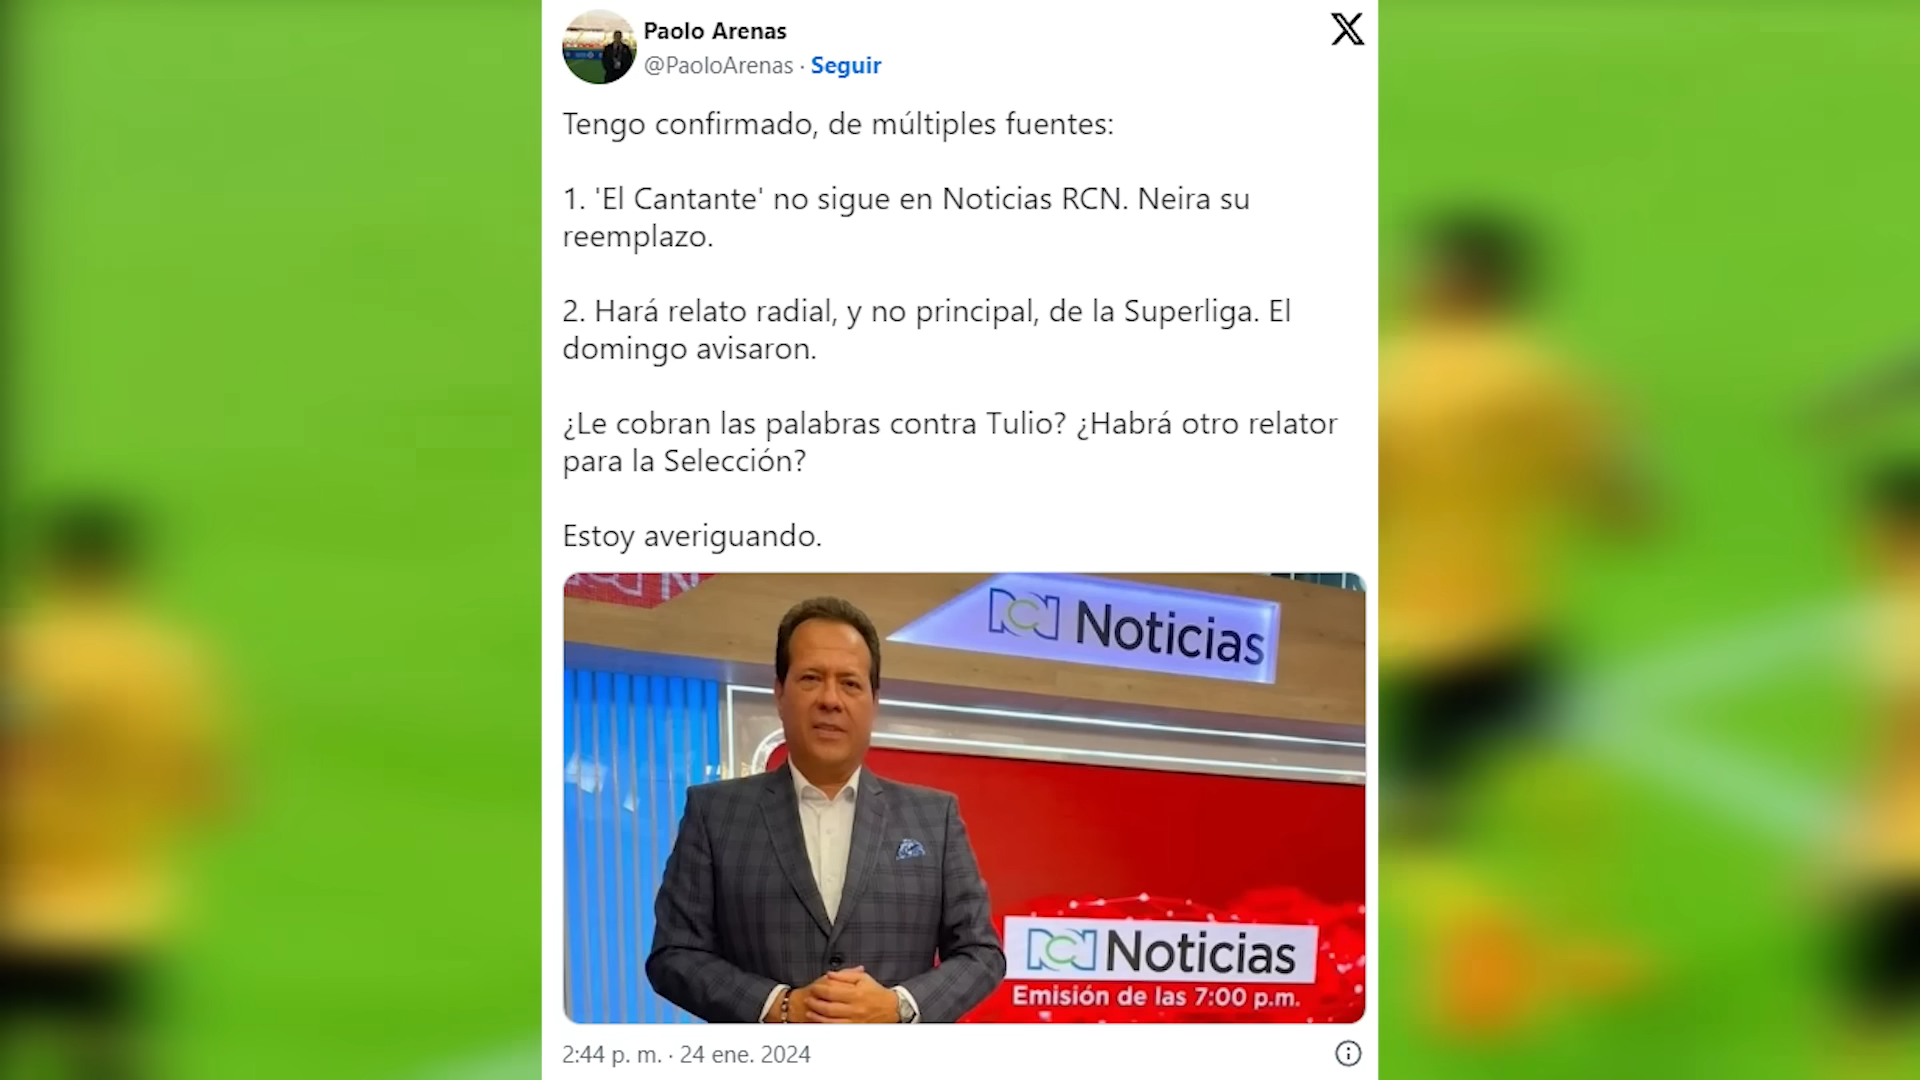 Paolo Arenas
@PaoloArenas · Seguir
Tengo confirmado, de múltiples fuentes:
1. 'El Cantante' no sigue en Noticias RCN. Neira su
reemplazo.
2. Hará relato radial, y no principal, de la Superliga. El
domingo avisaron.
¿Le cobran las palabras contra Tulio? ¿Habrá otro relator
para la Selección?
Estoy averiguando.
RCN Noticias
RCN Noticias
Emisión de las 7:00 p.m.
2:44 p. m. · 24 ene. 2024